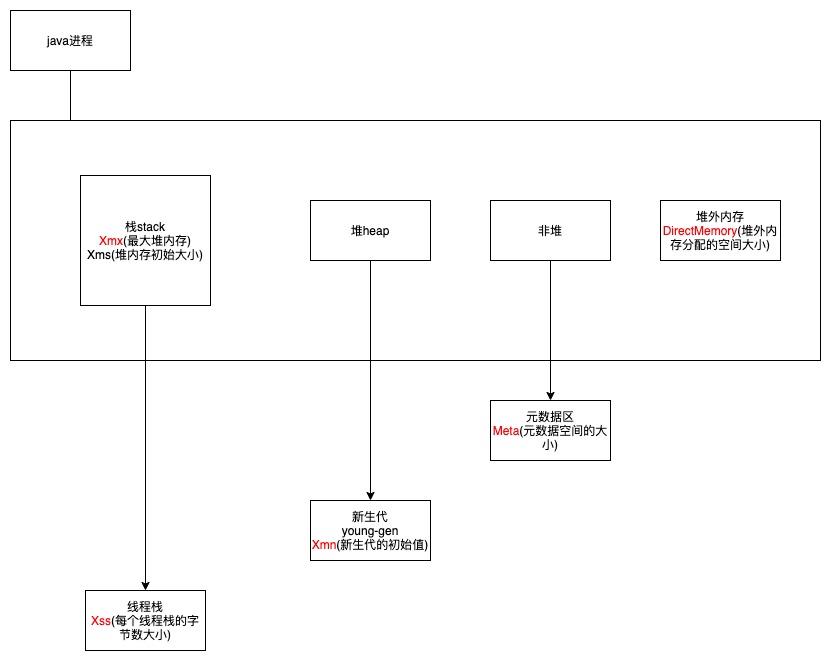 java进程
栈stack
Xmx(最大堆内存)
Xms(堆内存初始大小)
堆heap
非堆
堆外内存
DirectMemory(堆外内
存分配的空间大小)
元数据区
Meta(元数据空间的大
小)
新生代
young-gen
Xmn(新生代的初始值)
线程栈
Xss(每个线程栈的字
节数大小)